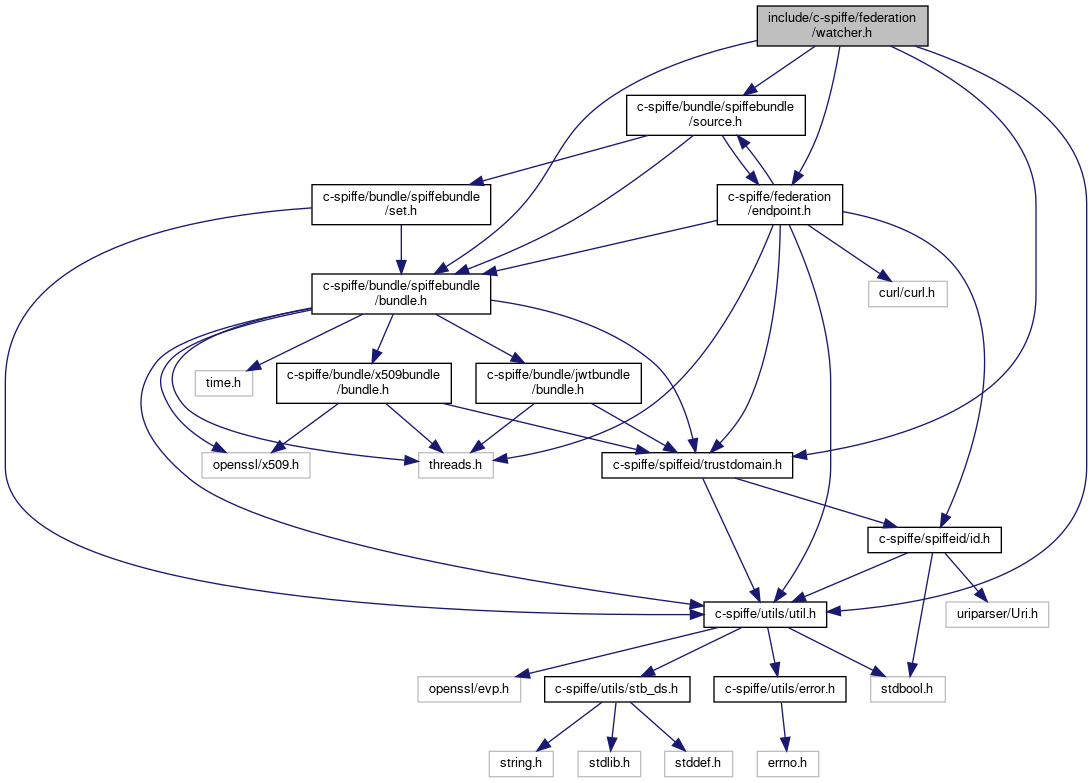 include/c-spiffe/federation
/watcher.h
c-spiffe/bundle/spiffebundle
/source.h
c-spiffe/bundle/spiffebundle
/set.h
c-spiffe/federation
/endpoint.h
c-spiffe/bundle/spiffebundle
/bundle.h
curl/curl.h
time.h
c-spiffe/bundle/x509bundle
/bundle.h
c-spiffe/bundle/jwtbundle
/bundle.h
openssl/x509.h
threads.h
c-spiffe/spiffeid/trustdomain.h
c-spiffe/spiffeid/id.h
c-spiffe/utils/util.h
uriparser/Uri.h
openssl/evp.h
c-spiffe/utils/stb_ds.h
c-spiffe/utils/error.h
stdbool.h
string.h
stdlib.h
stddef.h
errno.h